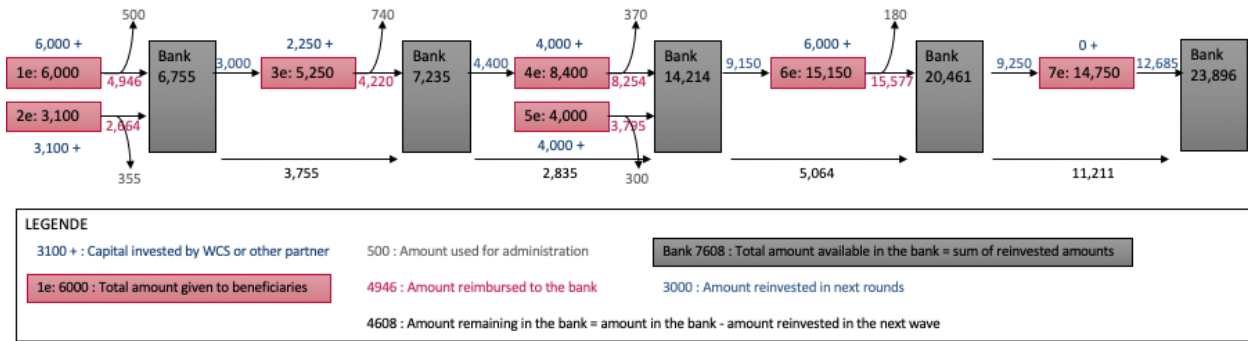 500
740
370
180
6,000 +
2,250 +
4,000 +
6,000 +
0 +
1e: 6,000
4,946
Bank
6,755
3,000
3e: 5,250
4,220
Bank
7,235
4,400
4e: 8,400
8,254
Bank
14,214
9,150
6e: 15,150
15,577
Bank
20,461
9,250
7e: 14,750
12,685
Bank
23,896
2e: 3,100
2,664
5e: 4,000
3,795
3,100 +
4,000 +
355
3,755
2,835
300
5,064
11,211
LEGENDE
3100 + : Capital invested by WCS or other partner
500 : Amount used for administration
Bank 7608 : Total amount available in the bank = sum of reinvested amounts
1e: 6000 : Total amount given to beneficiaries
4946 : Amount reimbursed to the bank
3000 : Amount reinvested in next rounds
4608 : Amount remaining in the bank = amount in the bank - amount reinvested in the next wave